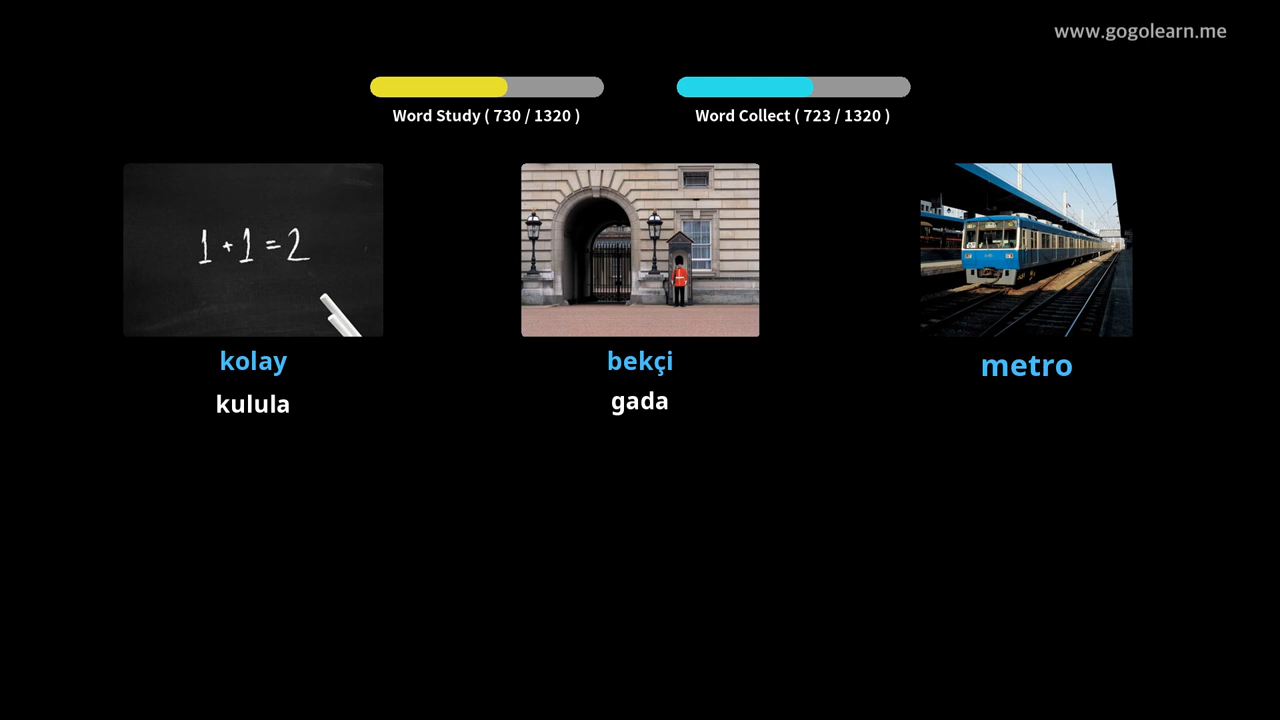 www.gogolearn.me
Word Study ( 730 / 1320 )
Word Collect ( 723 / 1320 )
1 + 1 = 2
kolay
kulula
bekçi
gada
metro